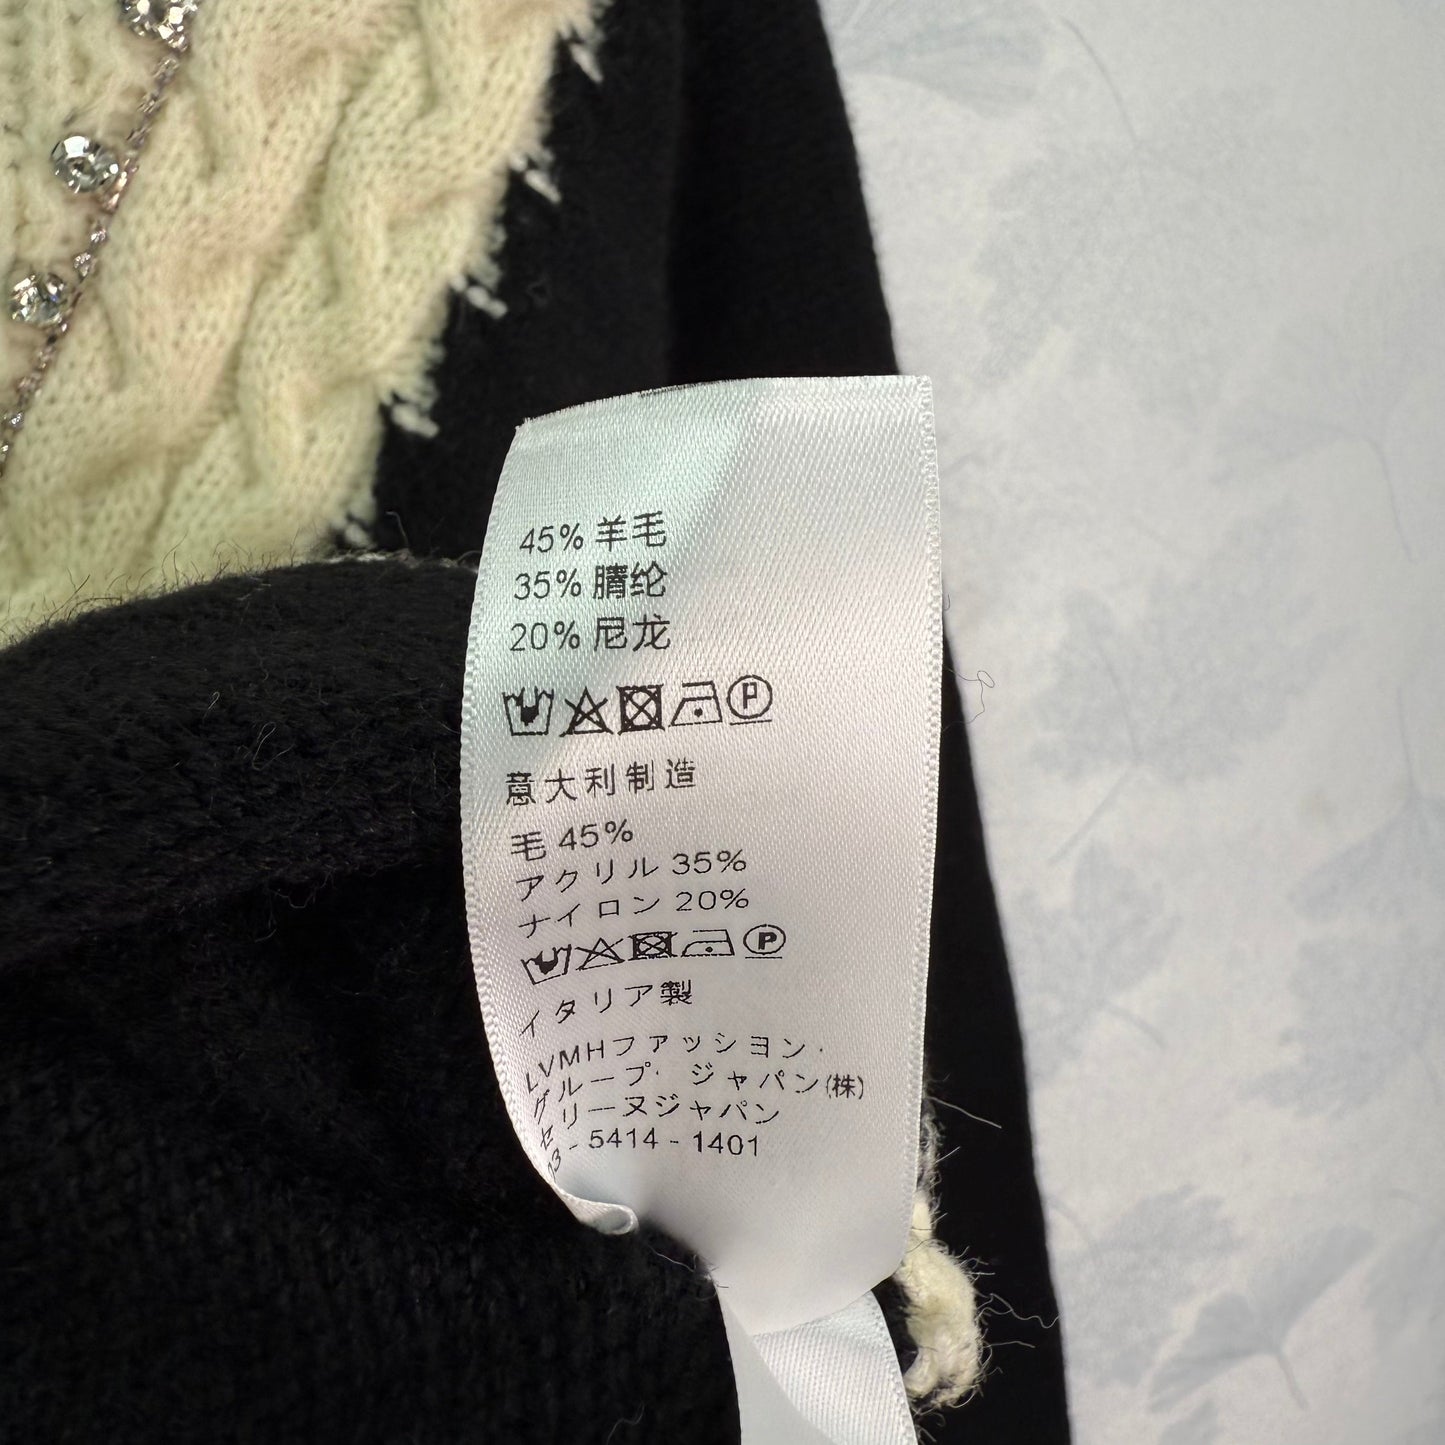 45% 羊毛
35% 腈纶
20% 尼龙
P
意大利制造
毛 45%
アクリル 35%
ナイロン 20%
P
イタリア製
LVMHファッション・
グループ・ジャパン(株)
セリーヌジャパン
03-5414-1401